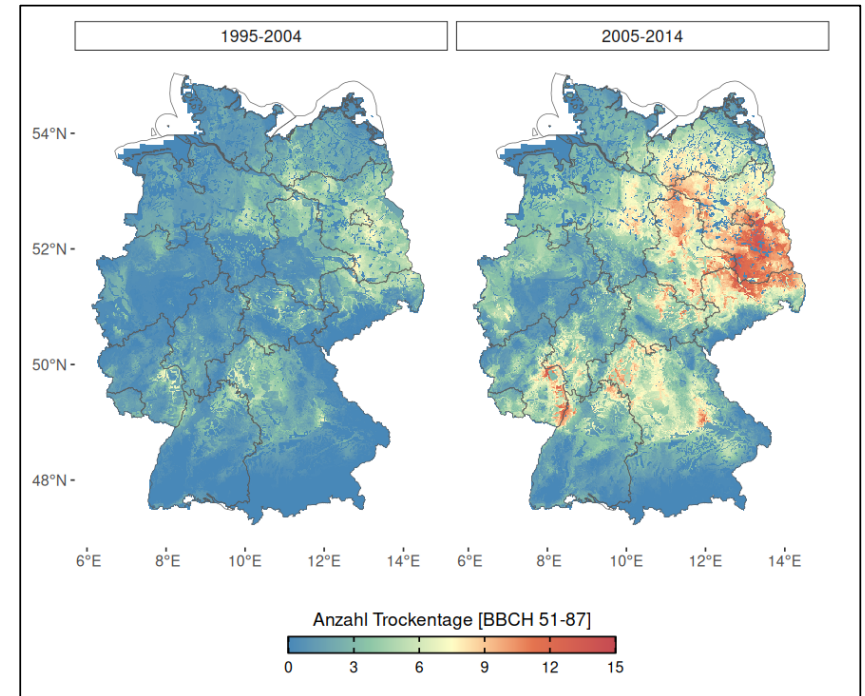 1995-2004 2005-2014
54°N
52°N
50°N
48°N
6°E 8°E 10°E 12°E 14°E 6°E 8°E 10°E 12°E 14°E
Anzahl Trockentage [BBCH 51-87]
0 3 6 9 12 15